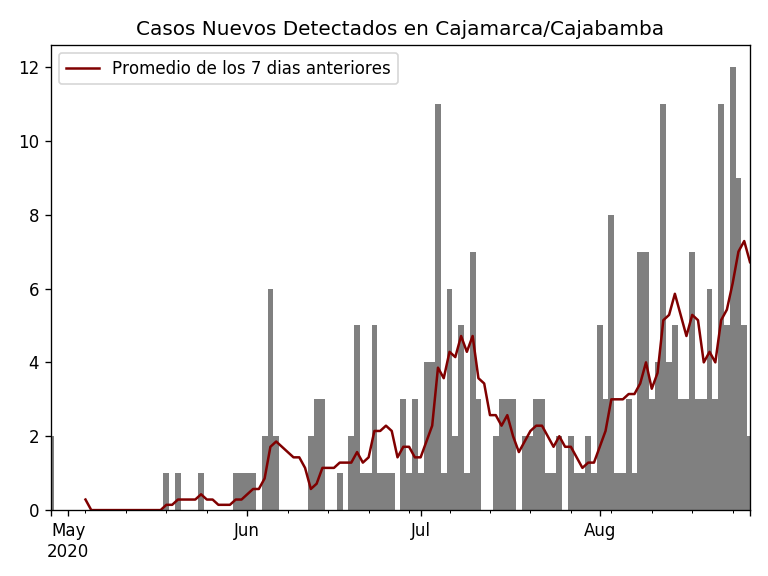 Casos Nuevos Detectados en Cajamarca/Cajabamba
Promedio de los 7 dias anteriores
12
10
8
6
4
2
0
May Jun Jul Aug
2020